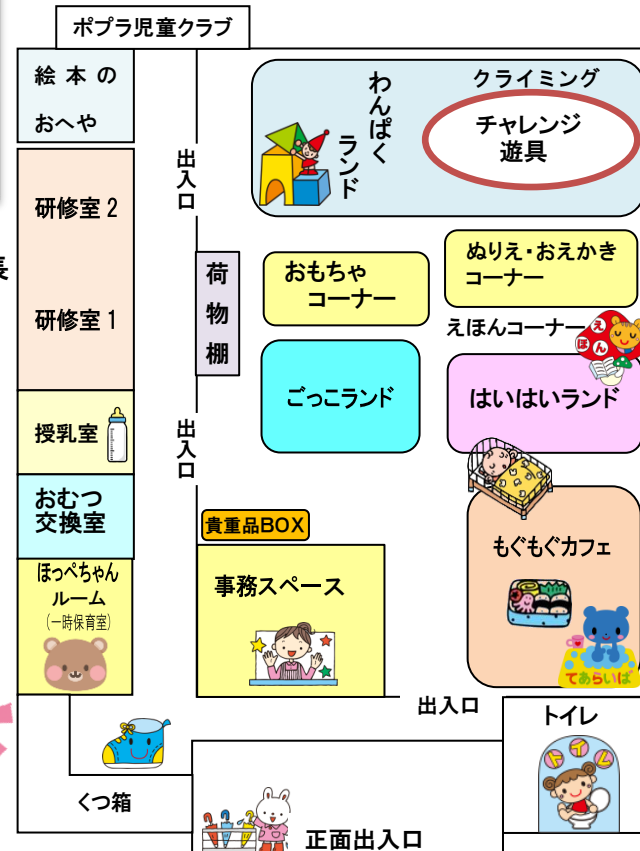 ポプラ児童クラブ
絵本の
おへや
研修室2
研修室1
授乳室
おむつ
交換室
ほっぺちゃん
ルーム
(一時保育室)
出入口
荷物棚
出入口
わんぱく
ランド
クライミング
チャレンジ
遊具
おもちゃ
コーナー
ぬりえ・おえかき
コーナー
えほんコーナー
えほん
ごっこランド
はいはいランド
貴重品BOX
事務スペース
もぐもぐカフェ
てあらいば
出入口
トイレ
トイレ
くつ箱
正面出入口
長